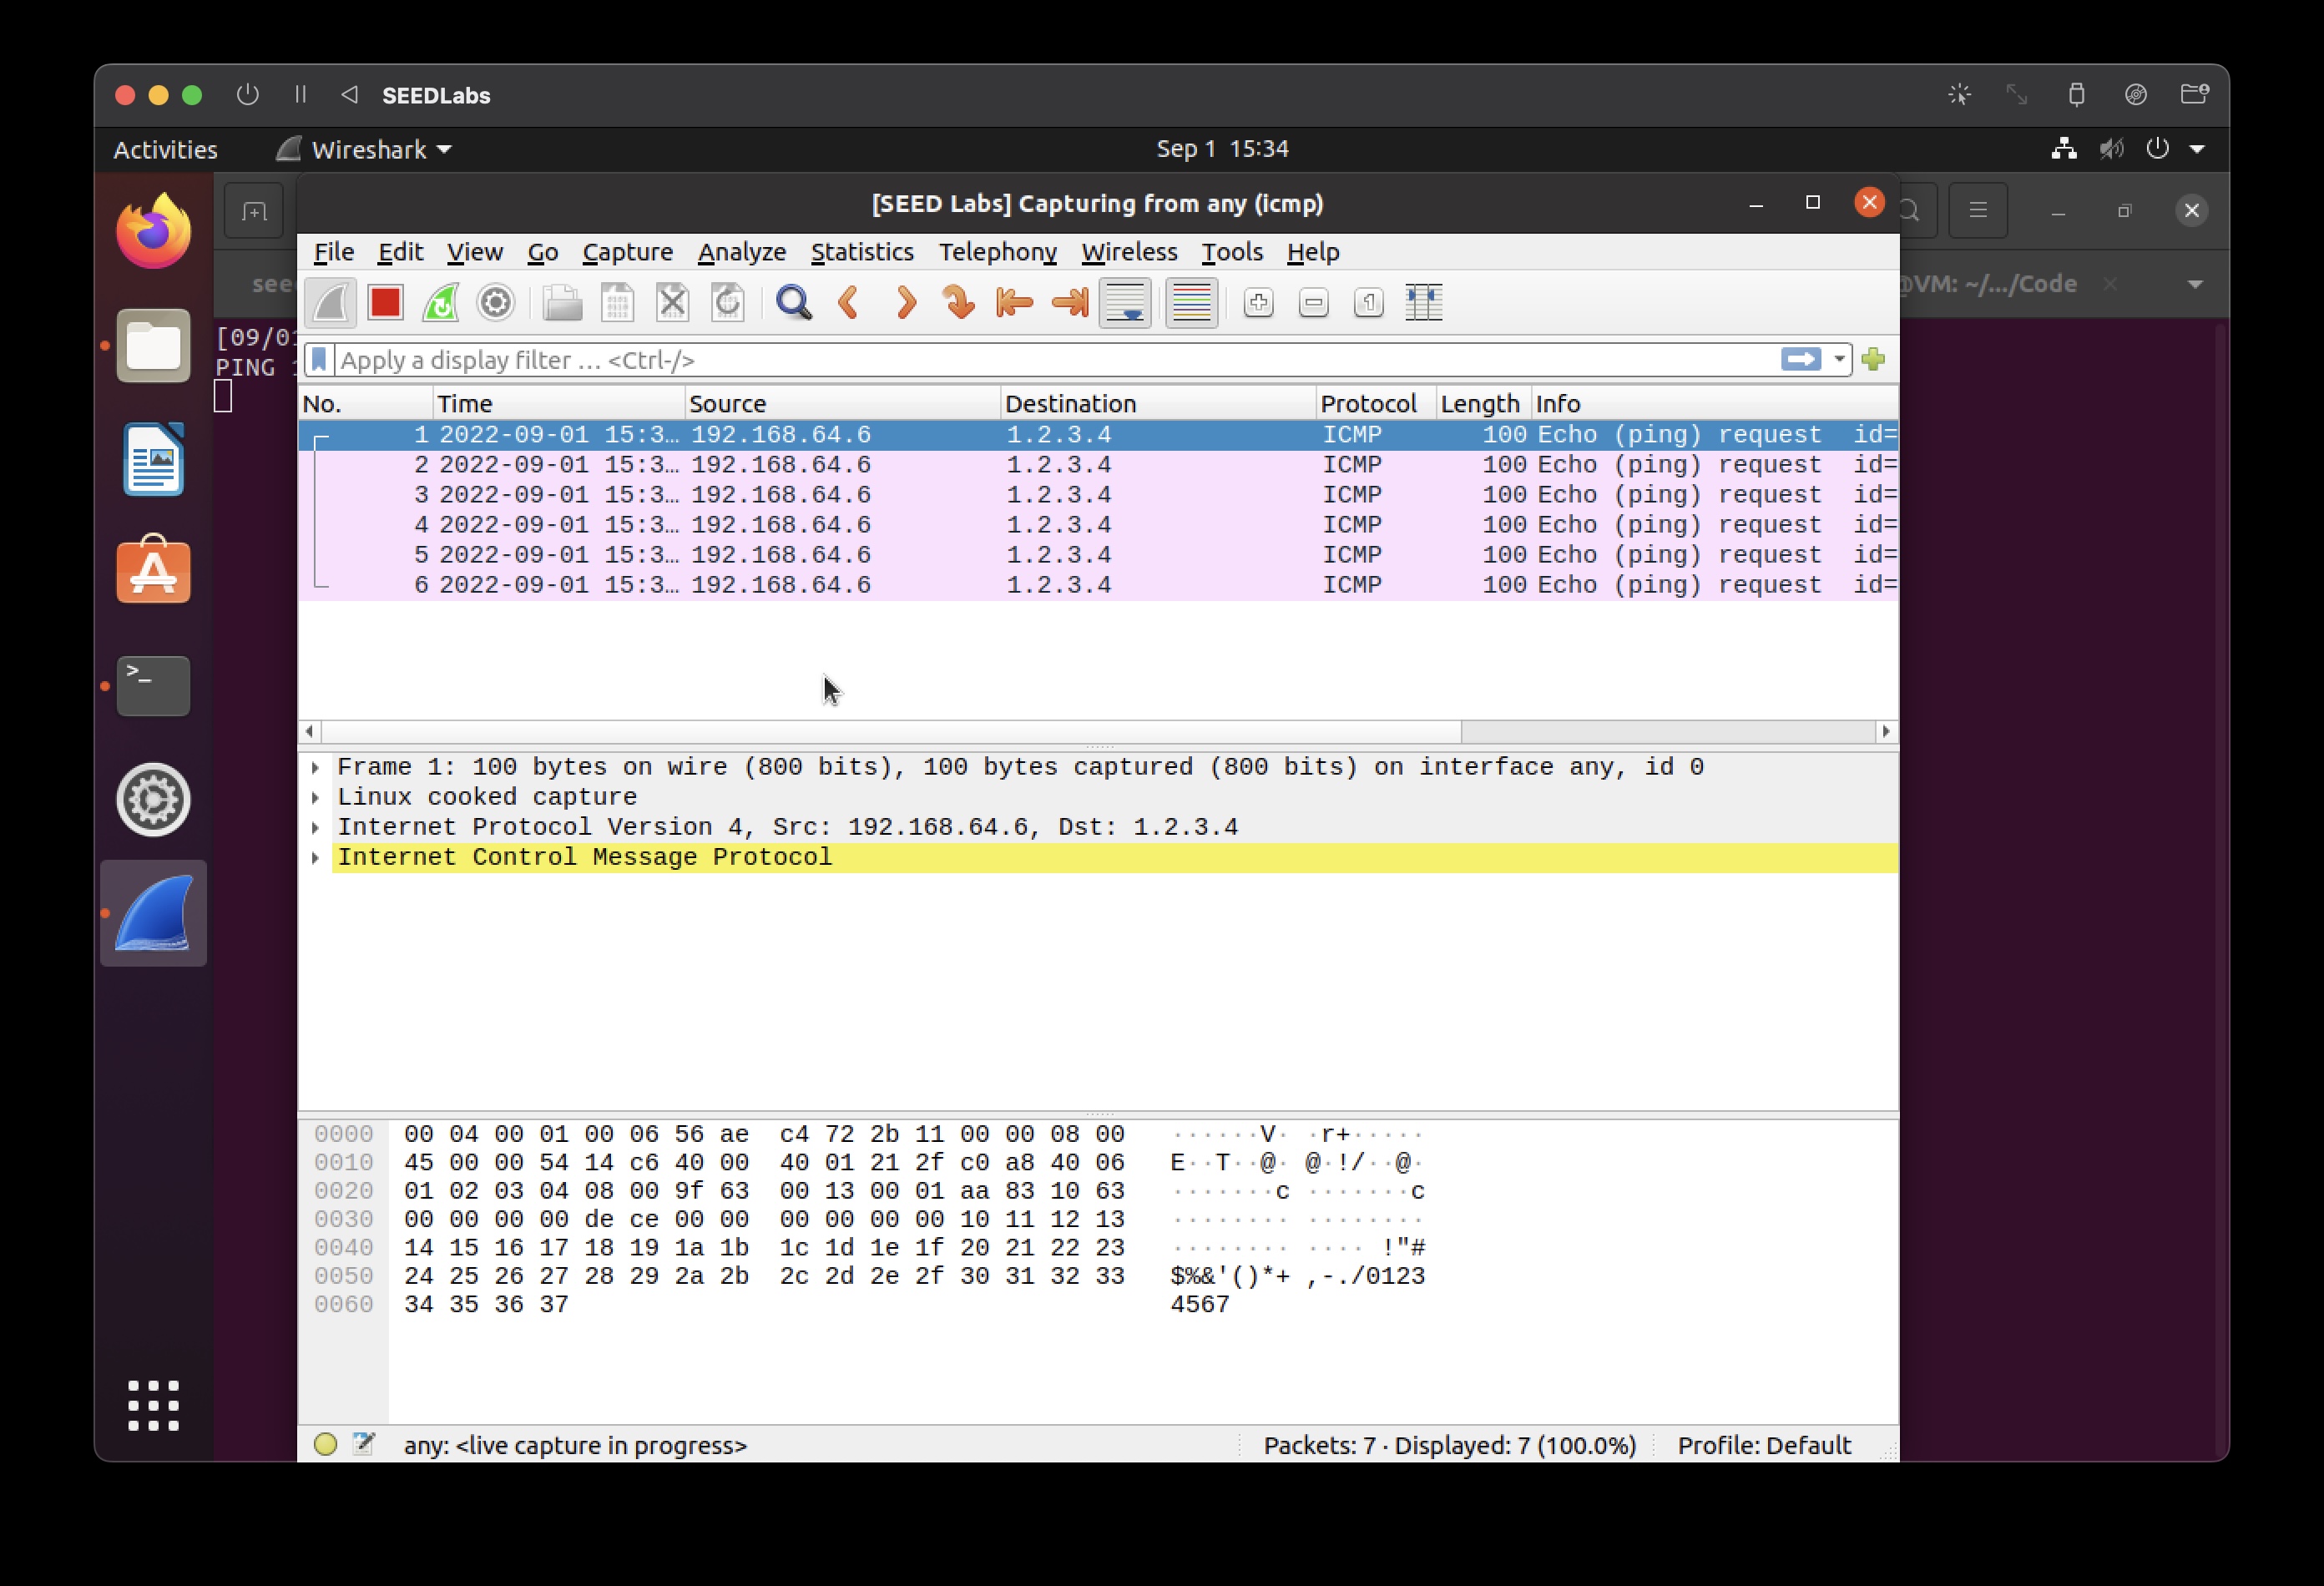 SEEDLabs
Activities Wireshark Sep 1 15:34
[SEED Labs] Capturing from any (icmp)
File Edit View Go Capture Analyze Statistics Telephony Wireless Tools Help
@VM: ~/.../Code
[09/0
PING
Apply a display filter … <Ctrl-/>
No. Time Source Destination Protocol Length Info
1 2022-09-01 15:3… 192.168.64.6 1.2.3.4 ICMP 100 Echo (ping) request id=
2 2022-09-01 15:3… 192.168.64.6 1.2.3.4 ICMP 100 Echo (ping) request id=
3 2022-09-01 15:3… 192.168.64.6 1.2.3.4 ICMP 100 Echo (ping) request id=
4 2022-09-01 15:3… 192.168.64.6 1.2.3.4 ICMP 100 Echo (ping) request id=
5 2022-09-01 15:3… 192.168.64.6 1.2.3.4 ICMP 100 Echo (ping) request id=
6 2022-09-01 15:3… 192.168.64.6 1.2.3.4 ICMP 100 Echo (ping) request id=
Frame 1: 100 bytes on wire (800 bits), 100 bytes captured (800 bits) on interface any, id 0
Linux cooked capture
Internet Protocol Version 4, Src: 192.168.64.6, Dst: 1.2.3.4
Internet Control Message Protocol
0000 00 04 00 01 00 06 56 ae c4 72 2b 11 00 00 08 00 ······V· ·r+·····
0010 45 00 00 54 14 c6 40 00 40 01 21 2f c0 a8 40 06 E··T··@· @·!/··@·
0020 01 02 03 04 08 00 9f 63 00 13 00 01 aa 83 10 63 ·······c ·······c
0030 00 00 00 00 de ce 00 00 00 00 00 00 10 11 12 13 ········ ········
0040 14 15 16 17 18 19 1a 1b 1c 1d 1e 1f 20 21 22 23 ········ ···· !"#
0050 24 25 26 27 28 29 2a 2b 2c 2d 2e 2f 30 31 32 33 $%&'()*+ ,-./0123
0060 34 35 36 37 4567
any: <live capture in progress> Packets: 7 · Displayed: 7 (100.0%) Profile: Default